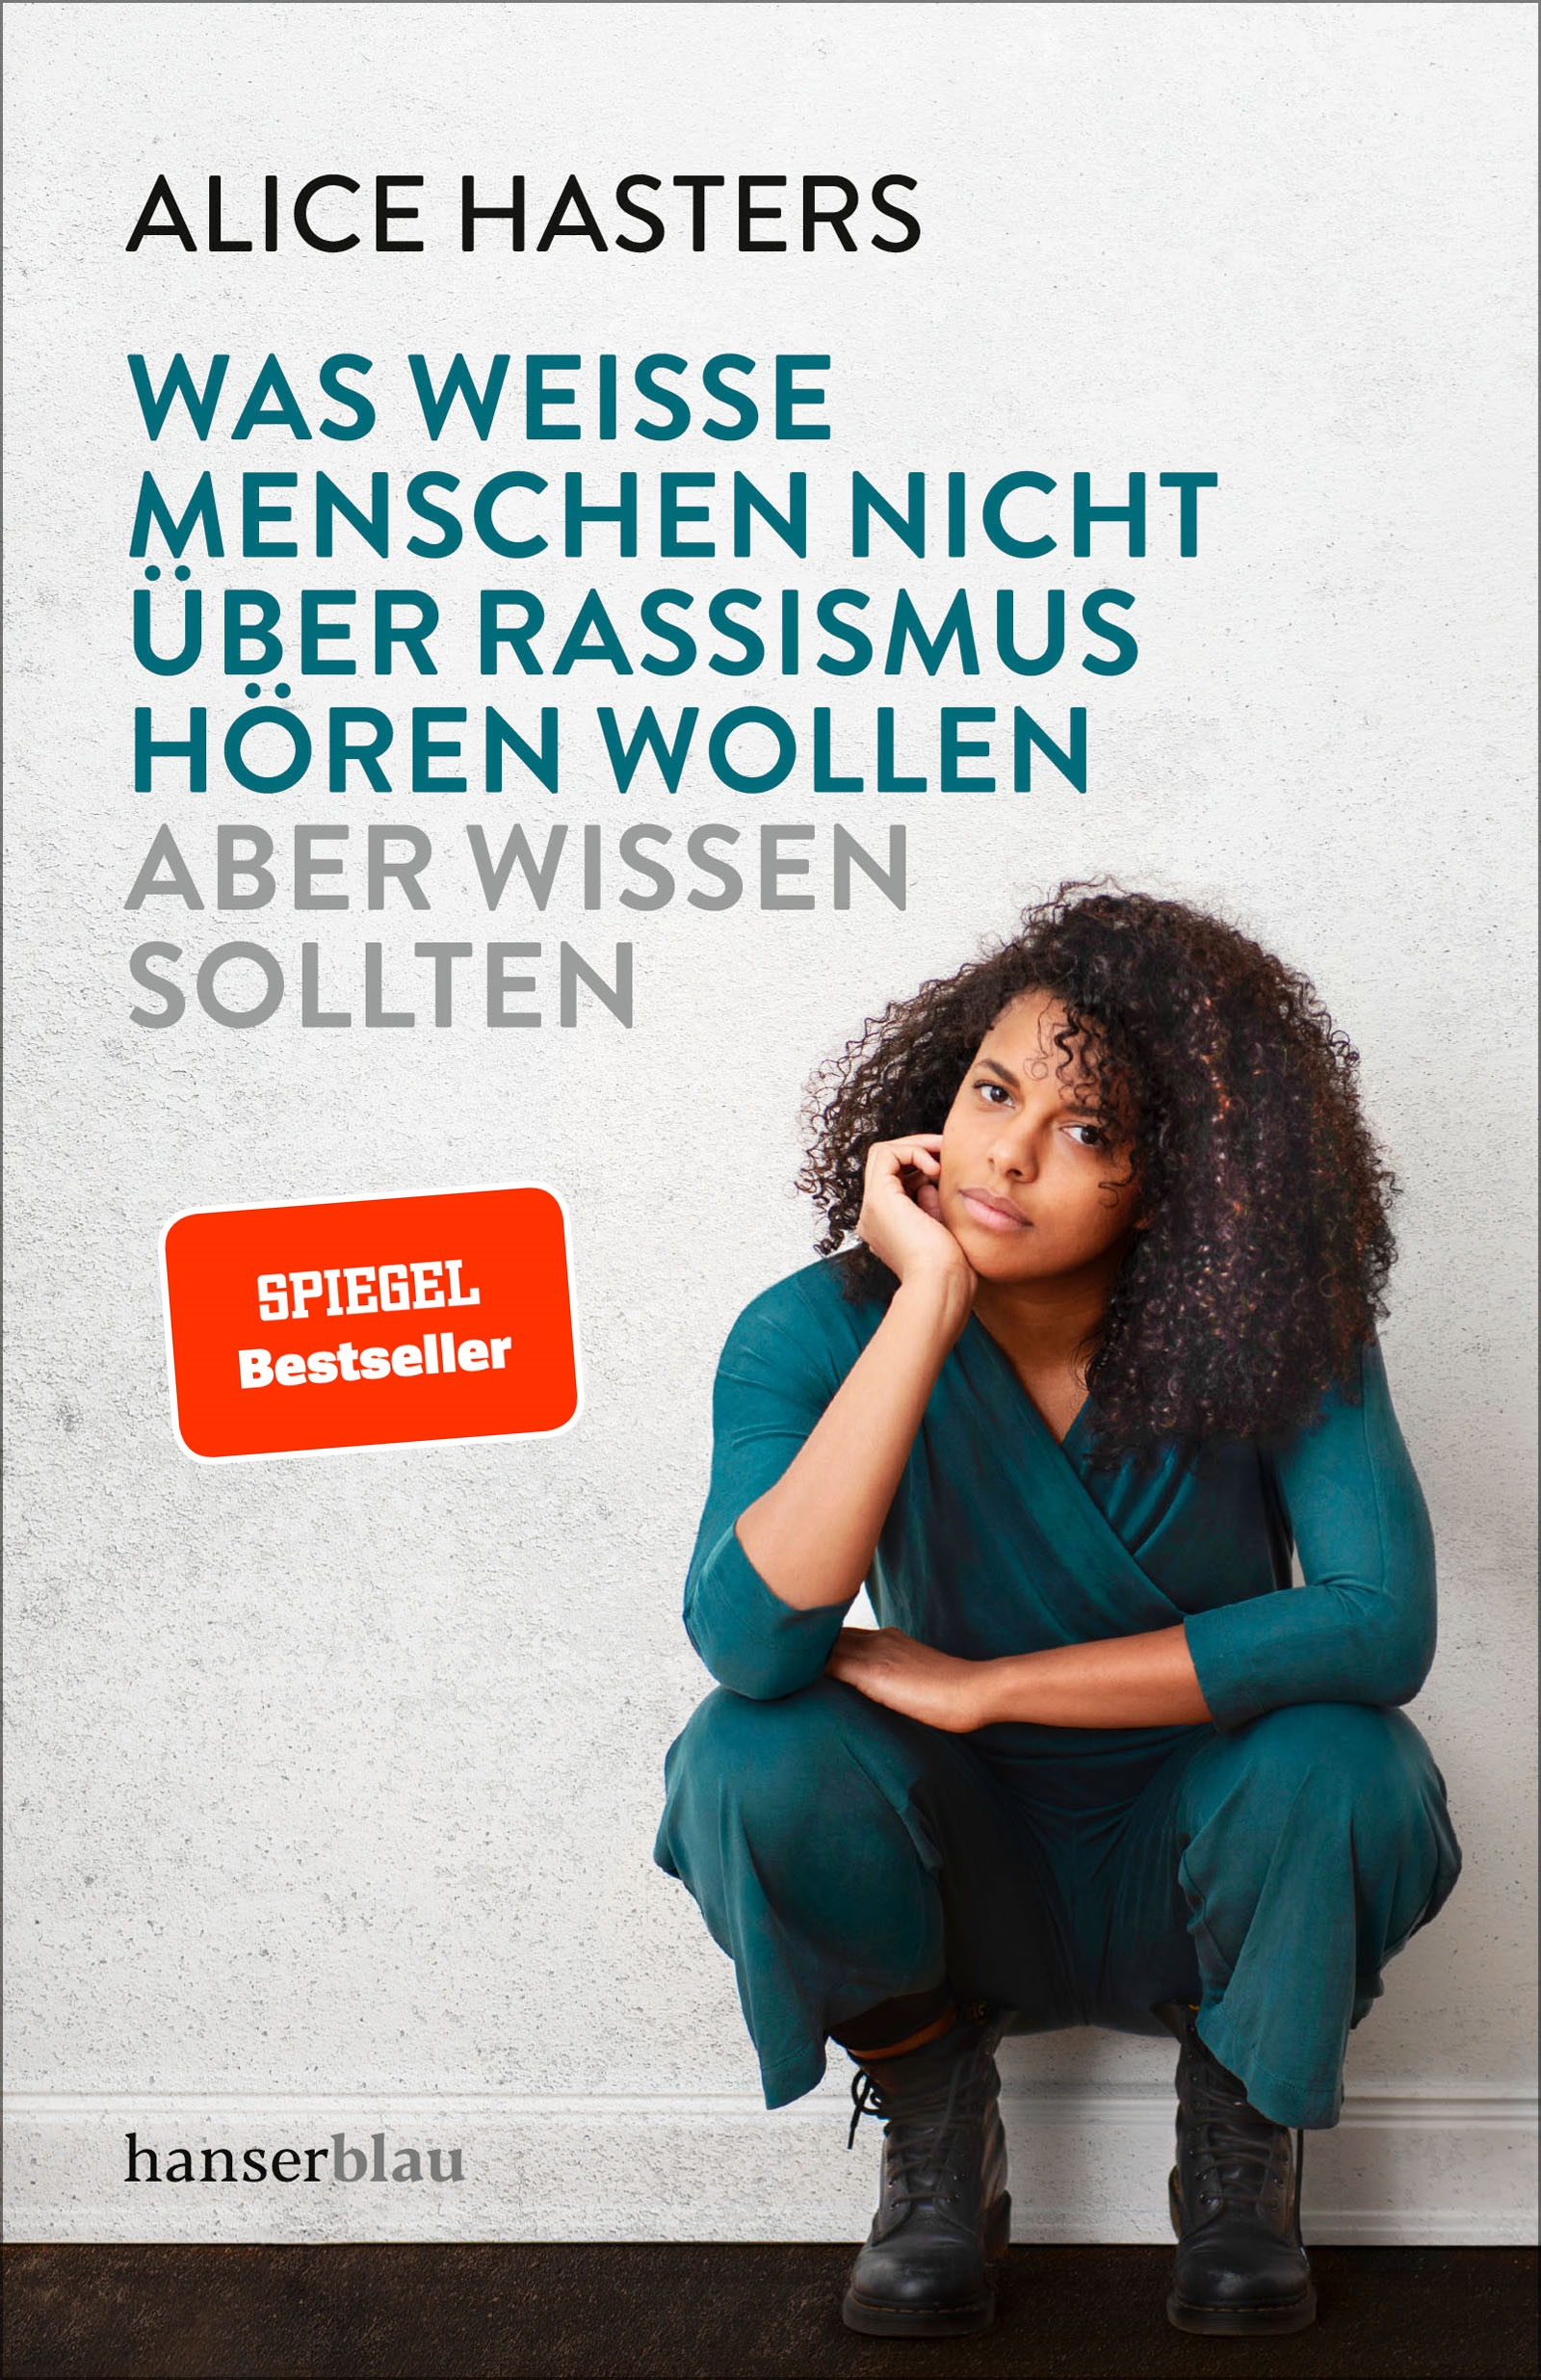 ALICE HASTERS
WAS WEISSE
MENSCHEN NICHT
ÜBER RASSISMUS
HÖREN WOLLEN
ABER WISSEN
SOLLTEN
SPIEGEL
Bestseller
hanserblau